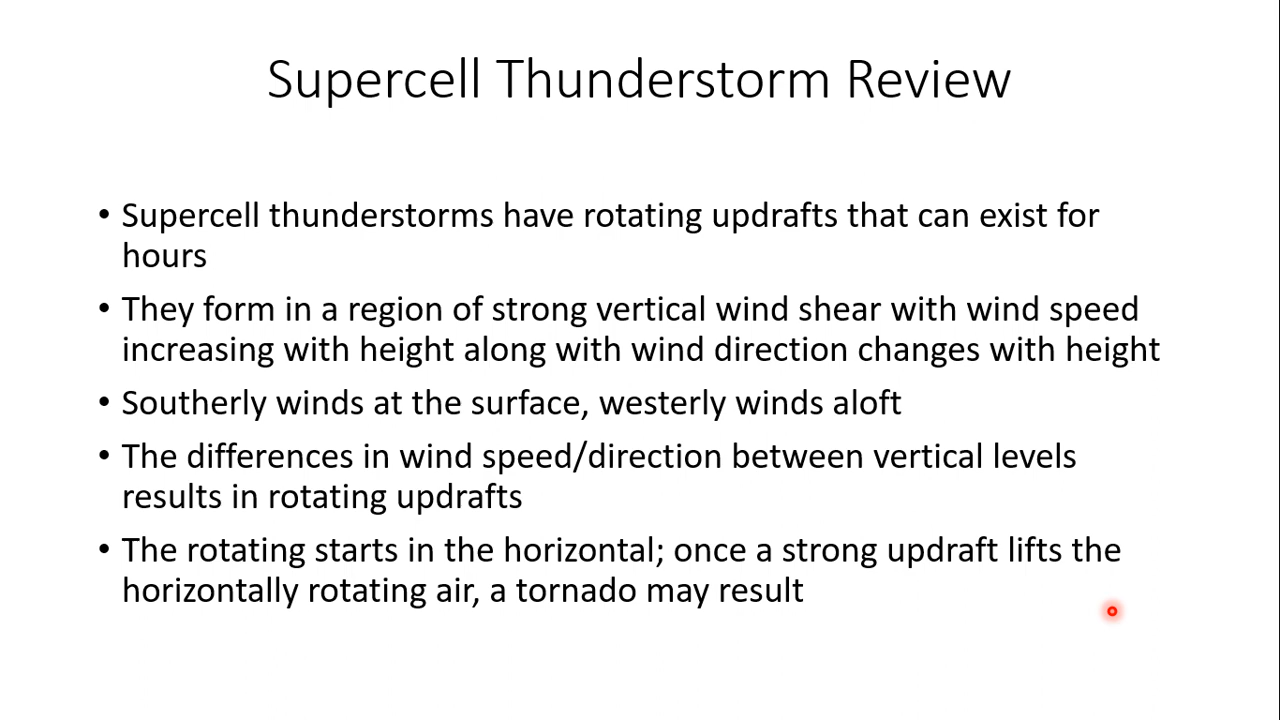 Supercell Thunderstorm Review
• Supercell thunderstorms have rotating updrafts that can exist for
hours
• They form in a region of strong vertical wind shear with wind speed
increasing with height along with wind direction changes with height
• Southerly winds at the surface, westerly winds aloft
• The differences in wind speed/direction between vertical levels
results in rotating updrafts
• The rotating starts in the horizontal; once a strong updraft lifts the
horizontally rotating air, a tornado may result